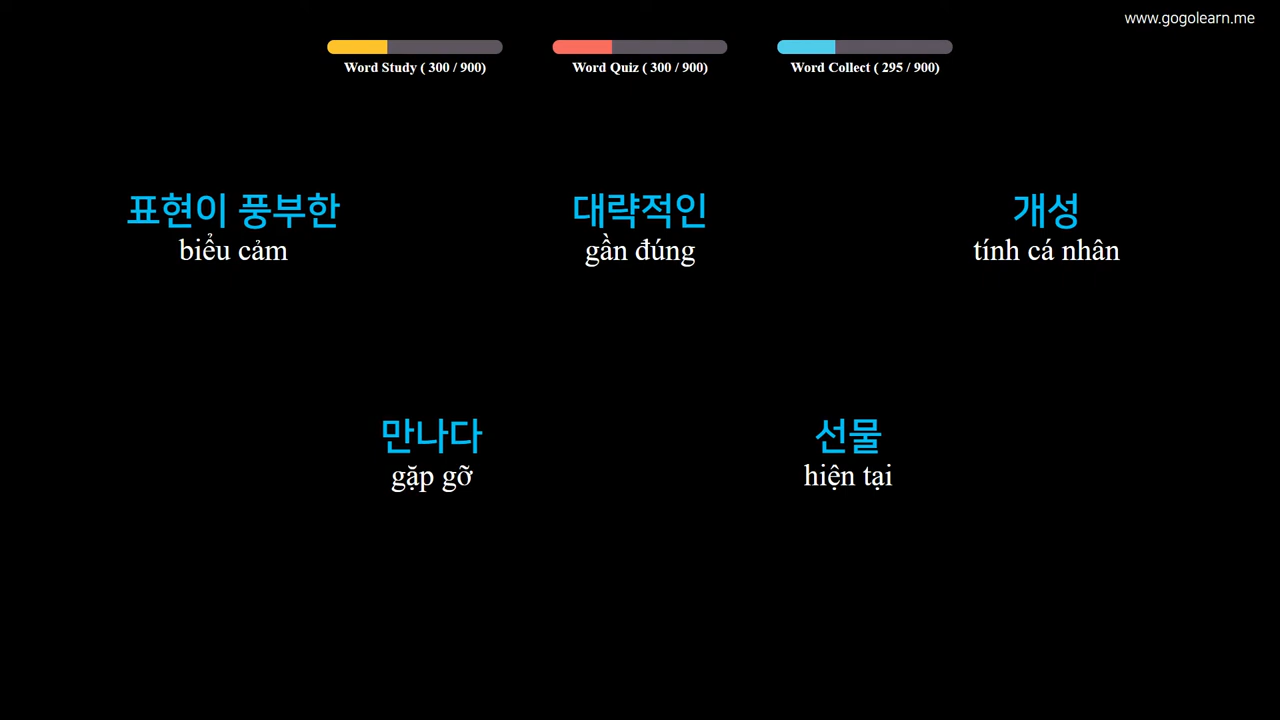 www.gogolearn.me
Word Study ( 300 / 900)
Word Quiz ( 300 / 900)
Word Collect ( 295 / 900)
표현이 풍부한
biểu cảm
대략적인
gần đúng
개성
tính cá nhân
만나다
gặp gỡ
선물
hiện tại